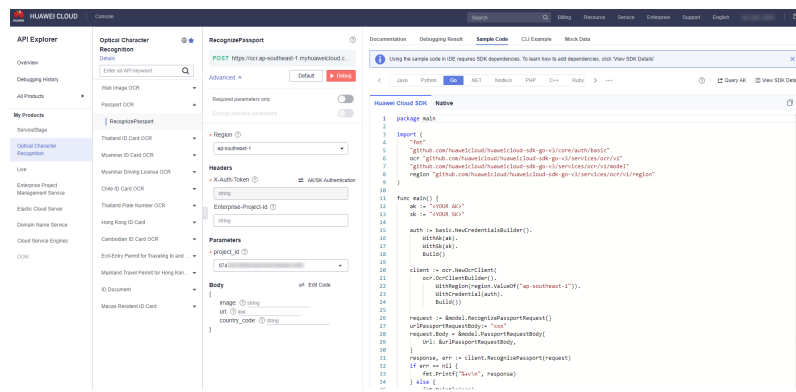 HUAWEI CLOUD
Console
Search
Billing
Resource
Service
Enterprise
Support
English
API Explorer
Overview
Debugging History
All Products
My Products
ServiceStage
Optical Character
Recognition
Live
Enterprise Project
Management Service
Elastic Cloud Server
Domain Name Service
Cloud Service Engines
Optical Character
Recognition
Details
Enter an API keyword.
Web Image OCR
Passport OCR
RecognizePassport
Thailand ID Card OCR
Myanmar ID Card OCR
Myanmar Driving License OCR
Chile ID Card OCR
Thailand Plate Number OCR
Hong Kong ID Card
Cambodian ID Card OCR
Exit-Entry Permit for Traveling to and ...
Mainland Travel Permit for Hong Kon...
ID Document
Macao Resident ID Card
RecognizePassport
POST https://ocr.ap-southeast-1.myhuaweicloud.c...
Advanced
Default
Debug
Required parameters only
Encrypt sensitive parameters
* Region
ap-southeast-1
Headers
* X-Auth-Token
AK/SK Authentication
string
Enterprise-Project-Id
string
Parameters
* project_id
074
Body
Edit Code
{
image: string
url:
country_code: string
}
Documentation
Debugging Result
Sample Code
CLI Example
Mock Data
Using the sample code in IDE requires SDK dependencies. To learn how to add dependencies, click 'View SDK Details'.
Java
Python
Go
.NET
NodeJs
PHP
C++
Ruby
Query AK
View SDK Deta
Huawei Cloud SDK
Native
1 package main
2
3 import (
4 "fmt"
5 "github.com/huaweicloud/huaweicloud-sdk-go-v3/core/auth/basic"
6 ocr "github.com/huaweicloud/huaweicloud-sdk-go-v3/services/ocr/v1"
7 "github.com/huaweicloud/huaweicloud-sdk-go-v3/services/ocr/v1/model"
8 region "github.com/huaweicloud/huaweicloud-sdk-go-v3/services/ocr/v1/region"
9 )
10
11 func main() {
12 ak := "<YOUR AK>"
13 sk := "<YOUR SK>"
14
15 auth := basic.NewCredentialsBuilder().
16 WithAk(ak).
17 WithSk(sk).
18 Build()
19
20 client := ocr.NewOcrClient(
21 ocr.OcrClientBuilder().
22 WithRegion(region.ValueOf("ap-southeast-1")).
23 WithCredential(auth).
24 Build())
25
26 request := &model.RecognizePassportRequest{}
27 urlPassportRequestBody:= "xxx"
28 request.Body = &model.PassportRequestBody{
29 Url: &urlPassportRequestBody,
30 }
31 response, err := client.RecognizePassport(request)
32 if err == nil {
33 fmt.Printf("%+v\n", response)
34 } else {